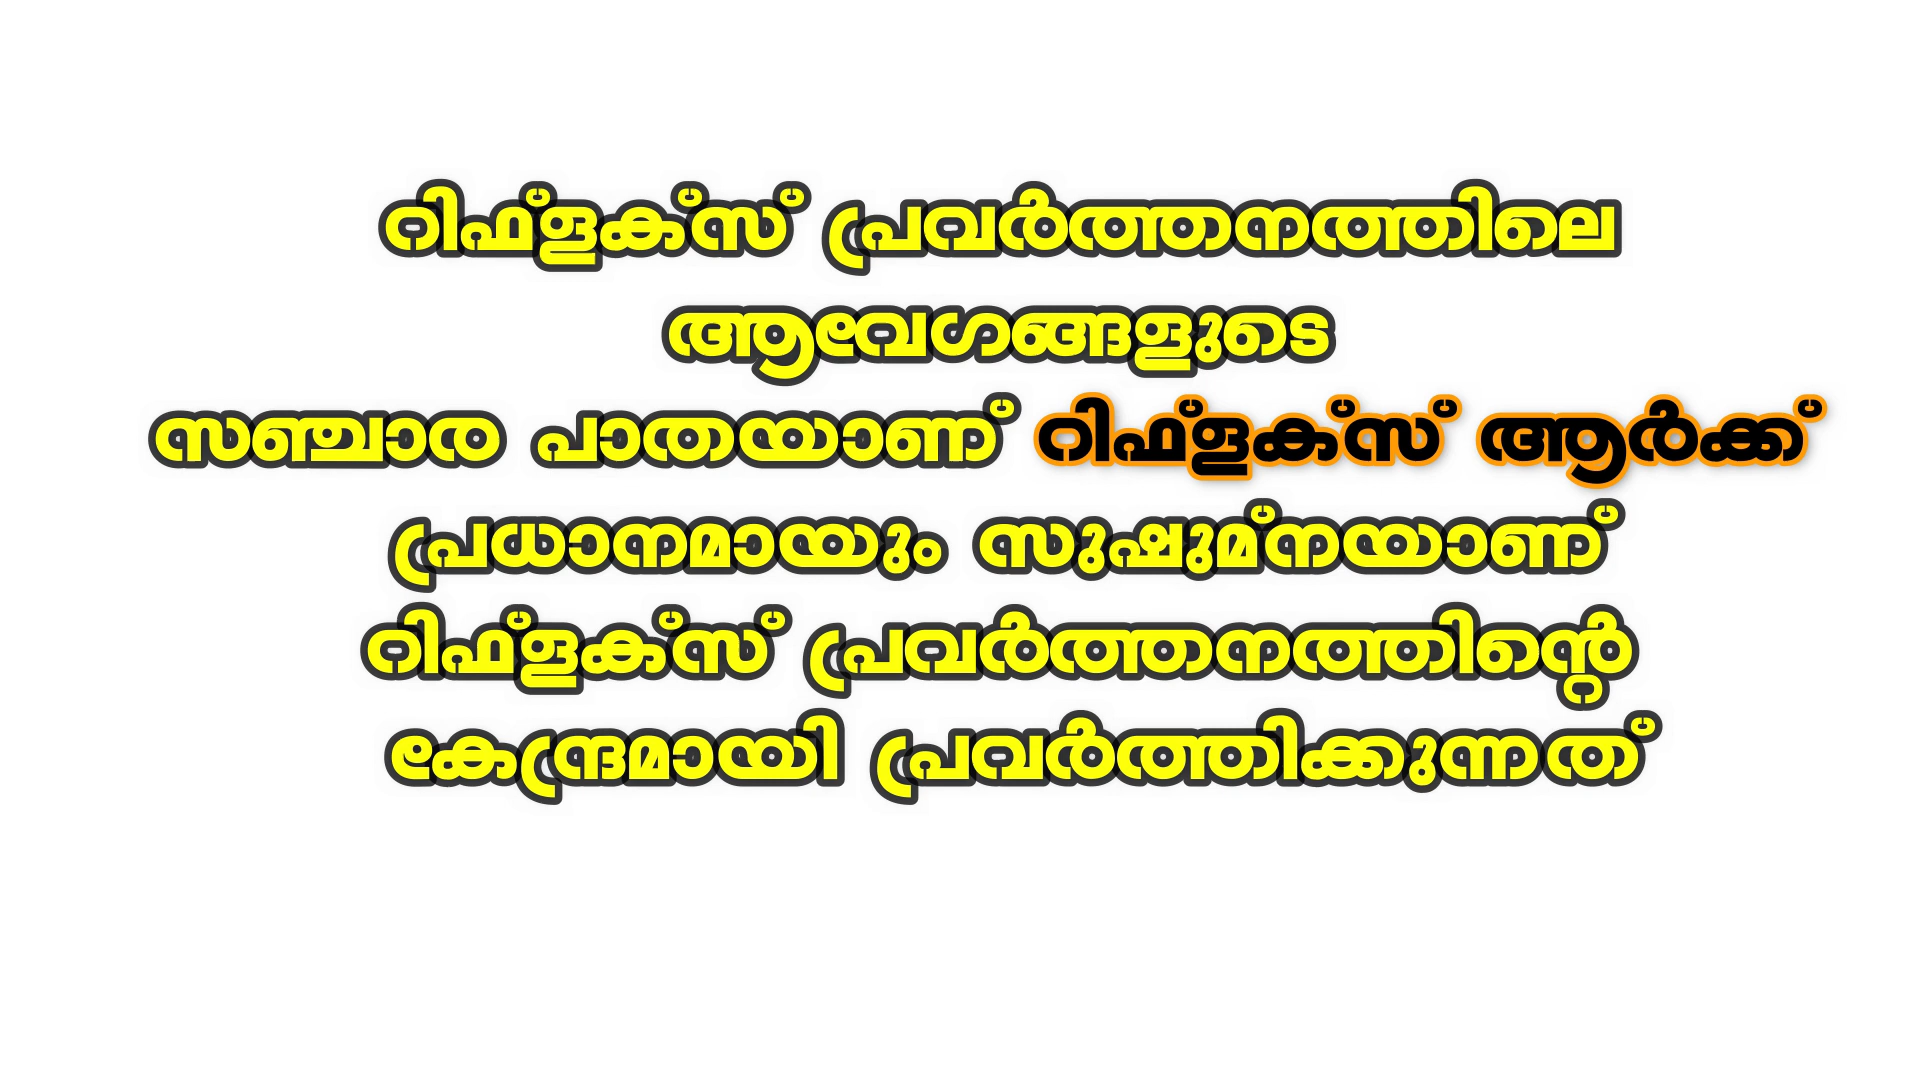 റിഫ്ളക്സ് പ്രവർത്തനത്തിലെ
ആവേഗങ്ങളുടെ
സഞ്ചാര പാതയാണ് റിഫ്ളക്സ് ആർക്ക്
പ്രധാനമായും സുഷുമ്നയാണ്
റിഫ്ളക്സ് പ്രവർത്തനത്തിന്റെ
കേന്ദ്രമായി പ്രവർത്തിക്കുന്നത്